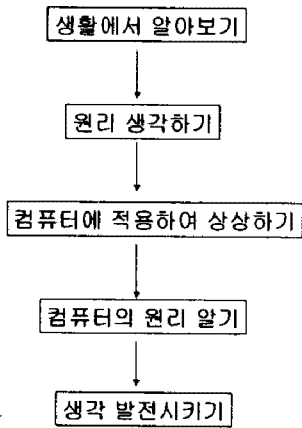 생활에서 알아보기
원리 생각하기
컴퓨터에 적용하여 상상하기
컴퓨터의 원리 알기
생각 발전시키기